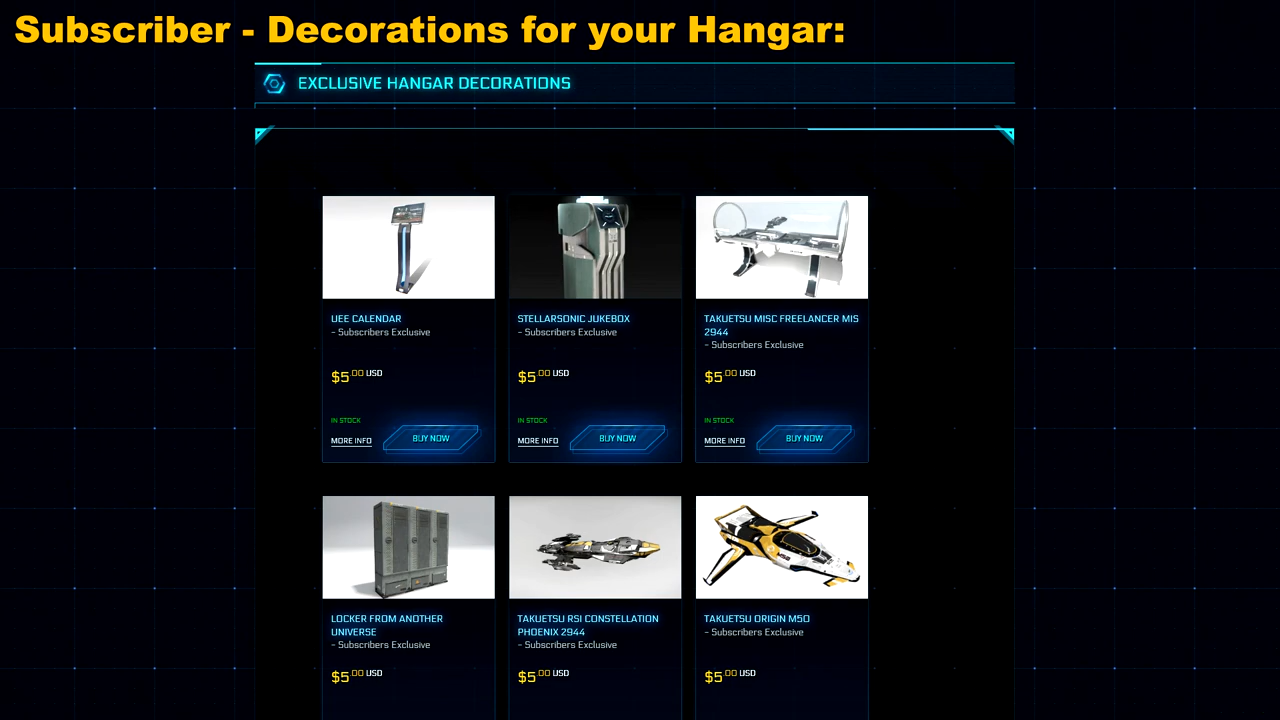 Subscriber - Decorations for your Hangar:
EXCLUSIVE HANGAR DECORATIONS
UEE CALENDAR
- Subscribers Exclusive
$5.00 USD
IN STOCK
MORE INFO
BUY NOW
STELLARSONIC JUKEBOX
- Subscribers Exclusive
$5.00 USD
IN STOCK
MORE INFO
BUY NOW
TAKUETSU MISC FREELANCER MIS
2944
- Subscribers Exclusive
$5.00 USD
IN STOCK
MORE INFO
BUY NOW
LOCKER FROM ANOTHER
UNIVERSE
- Subscribers Exclusive
$5.00 USD
TAKUETSU RSI CONSTELLATION
PHOENIX 2944
- Subscribers Exclusive
$5.00 USD
TAKUETSU ORIGIN M50
- Subscribers Exclusive
$5.00 USD